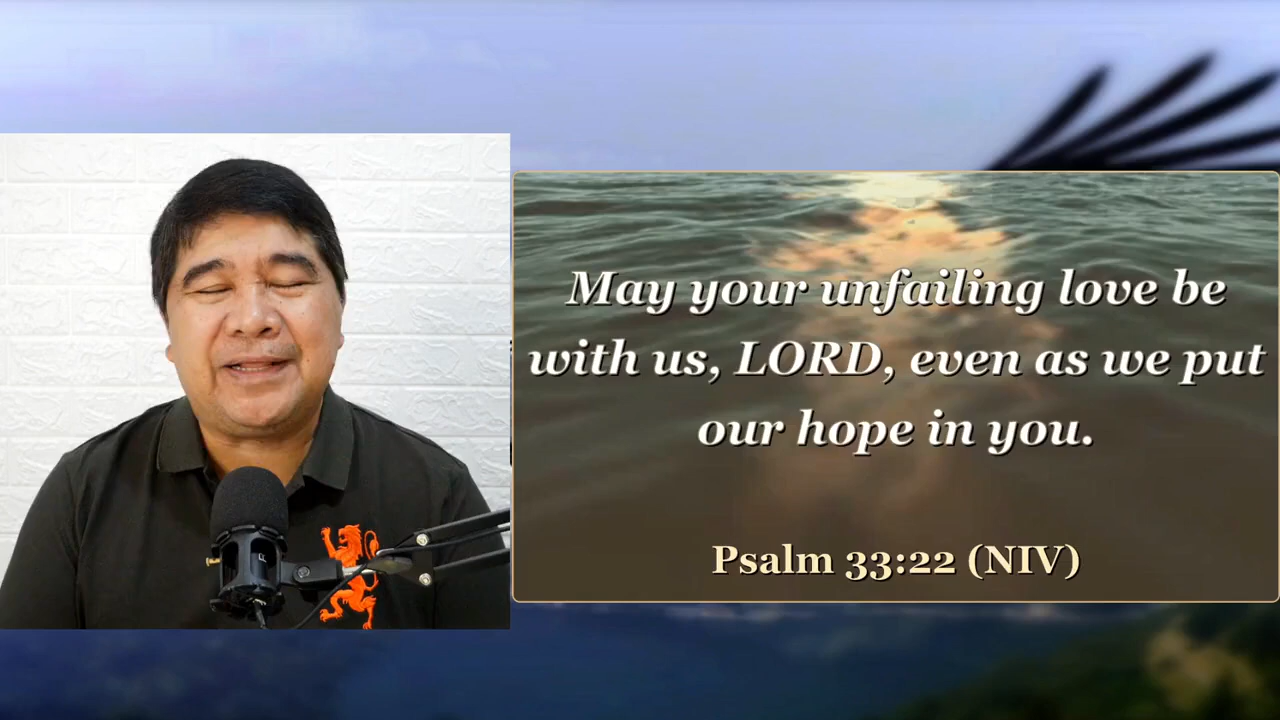 May your unfailing love be
with us, LORD, even as we put
our hope in you.
Psalm 33:22 (NIV)